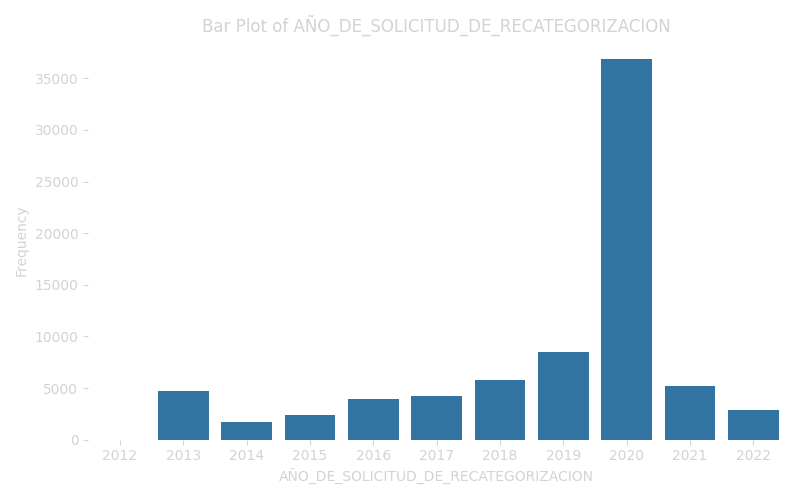 Bar Plot of AÑO_DE_SOLICITUD_DE_RECATEGORIZACION
Frequency
35000
30000
25000
20000
15000
10000
5000
0
2012 2013 2014 2015 2016 2017 2018 2019 2020 2021 2022
AÑO_DE_SOLICITUD_DE_RECATEGORIZACION